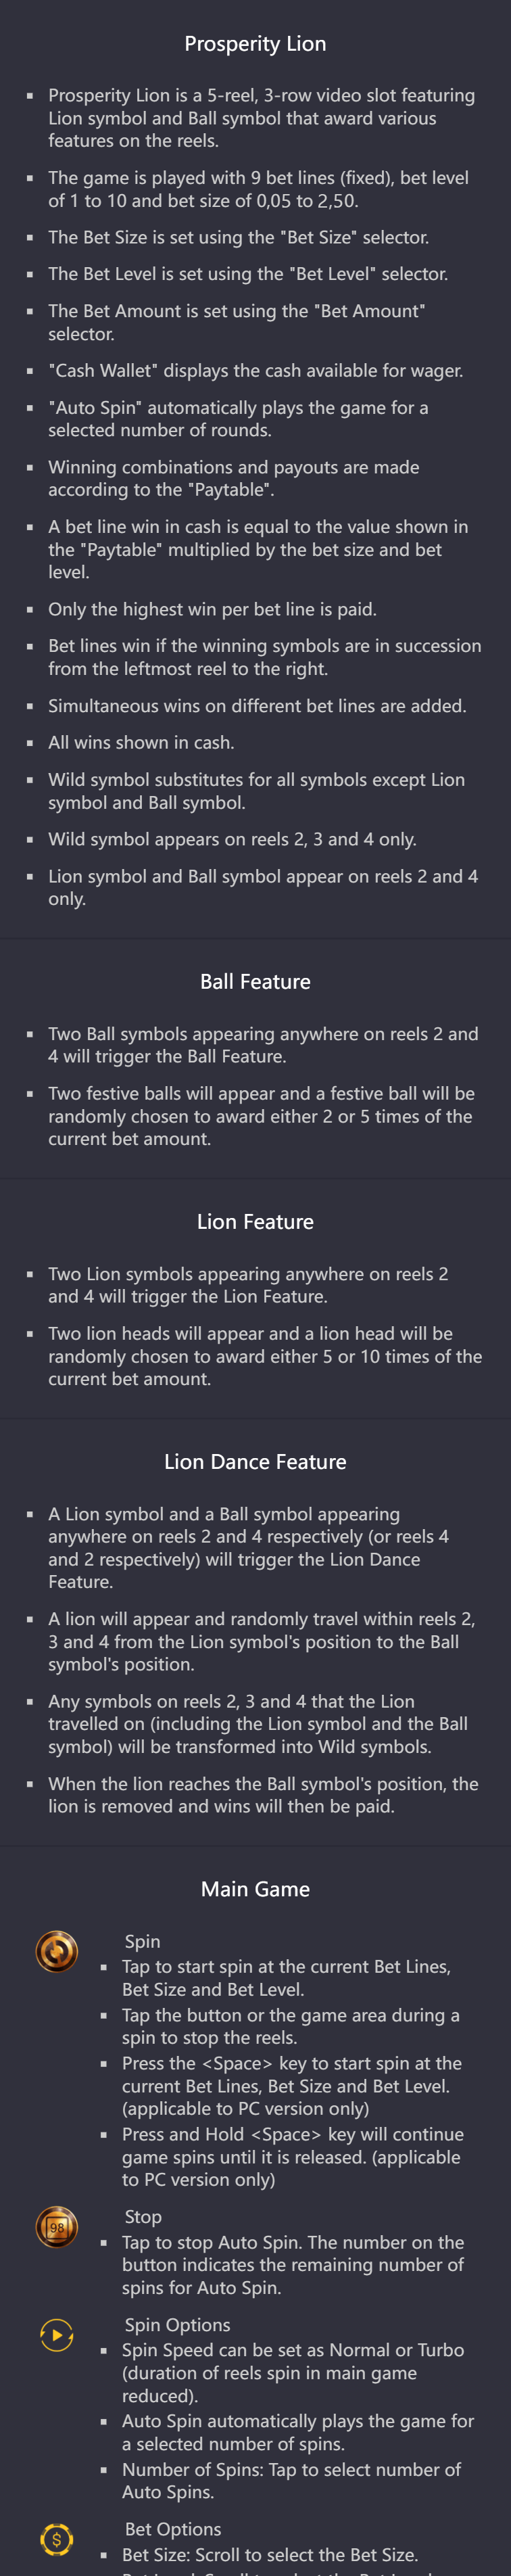 Prosperity Lion
▪ Prosperity Lion is a 5-reel, 3-row video slot featuring
Lion symbol and Ball symbol that award various
features on the reels.
▪ The game is played with 9 bet lines (fixed), bet level
of 1 to 10 and bet size of 0,05 to 2,50.
▪ The Bet Size is set using the "Bet Size" selector.
▪ The Bet Level is set using the "Bet Level" selector.
▪ The Bet Amount is set using the "Bet Amount"
selector.
▪ "Cash Wallet" displays the cash available for wager.
▪ "Auto Spin" automatically plays the game for a
selected number of rounds.
▪ Winning combinations and payouts are made
according to the "Paytable".
▪ A bet line win in cash is equal to the value shown in
the "Paytable" multiplied by the bet size and bet
level.
▪ Only the highest win per bet line is paid.
▪ Bet lines win if the winning symbols are in succession
from the leftmost reel to the right.
▪ Simultaneous wins on different bet lines are added.
▪ All wins shown in cash.
▪ Wild symbol substitutes for all symbols except Lion
symbol and Ball symbol.
▪ Wild symbol appears on reels 2, 3 and 4 only.
▪ Lion symbol and Ball symbol appear on reels 2 and 4
only.
Ball Feature
▪ Two Ball symbols appearing anywhere on reels 2 and
4 will trigger the Ball Feature.
▪ Two festive balls will appear and a festive ball will be
randomly chosen to award either 2 or 5 times of the
current bet amount.
Lion Feature
▪ Two Lion symbols appearing anywhere on reels 2
and 4 will trigger the Lion Feature.
▪ Two lion heads will appear and a lion head will be
randomly chosen to award either 5 or 10 times of the
current bet amount.
Lion Dance Feature
▪ A Lion symbol and a Ball symbol appearing
anywhere on reels 2 and 4 respectively (or reels 4
and 2 respectively) will trigger the Lion Dance
Feature.
▪ A lion will appear and randomly travel within reels 2,
3 and 4 from the Lion symbol's position to the Ball
symbol's position.
▪ Any symbols on reels 2, 3 and 4 that the Lion
travelled on (including the Lion symbol and the Ball
symbol) will be transformed into Wild symbols.
▪ When the lion reaches the Ball symbol's position, the
lion is removed and wins will then be paid.
Main Game
Spin
▪ Tap to start spin at the current Bet Lines,
Bet Size and Bet Level.
▪ Tap the button or the game area during a
spin to stop the reels.
▪ Press the <Space> key to start spin at the
current Bet Lines, Bet Size and Bet Level.
(applicable to PC version only)
▪ Press and Hold <Space> key will continue
game spins until it is released. (applicable
to PC version only)
98
Stop
▪ Tap to stop Auto Spin. The number on the
button indicates the remaining number of
spins for Auto Spin.
Spin Options
▪ Spin Speed can be set as Normal or Turbo
(duration of reels spin in main game
reduced).
▪ Auto Spin automatically plays the game for
a selected number of spins.
▪ Number of Spins: Tap to select number of
Auto Spins.
$
Bet Options
▪ Bet Size: Scroll to select the Bet Size.